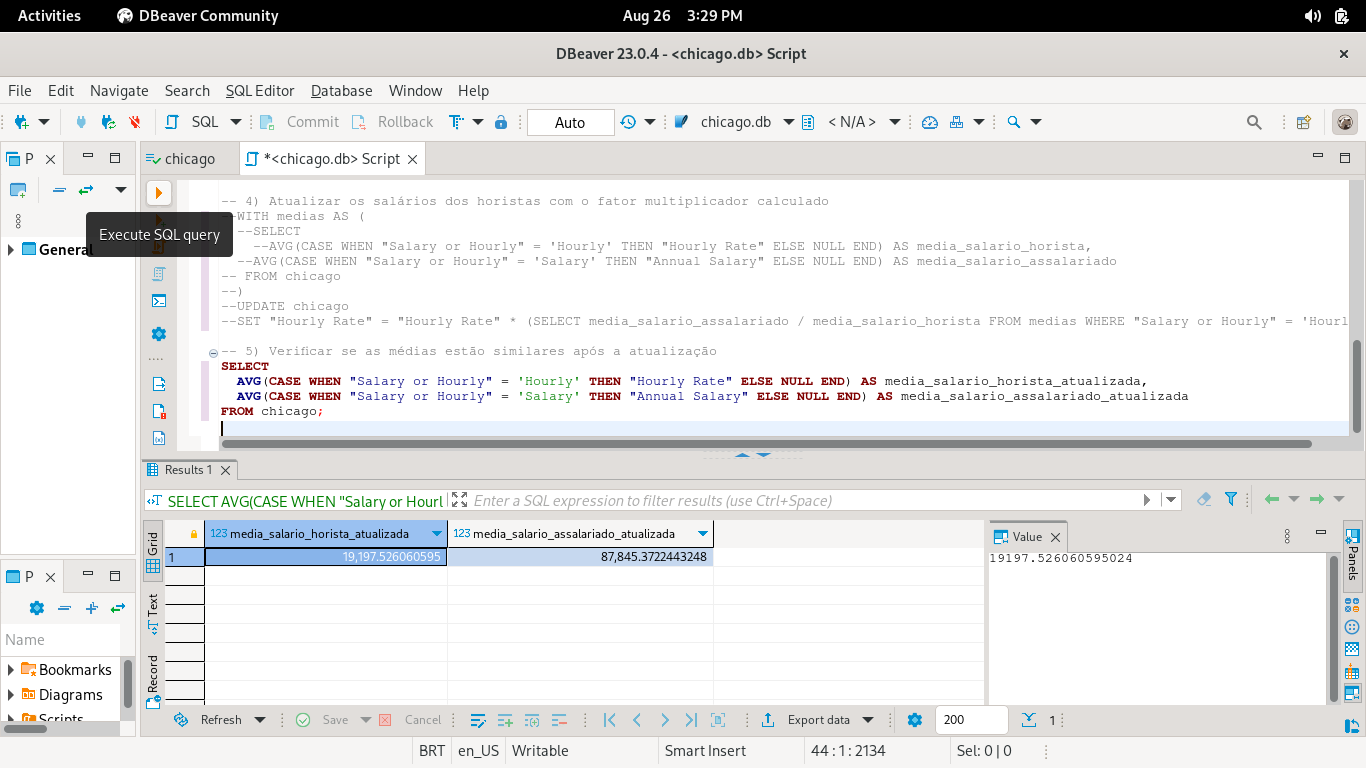 Activities DBeaver Community Aug 26 3:29 PM
DBeaver 23.0.4 - <chicago.db> Script
File Edit Navigate Search SQL Editor Database Window Help
SQL Commit Rollback Auto chicago.db < N/A >
P chicago *<chicago.db> Script
Execute SQL query
General
-- 4) Atualizar os salários dos horistas com o fator multiplicador calculado
--WITH medias AS (
--SELECT
--AVG(CASE WHEN "Salary or Hourly" = 'Hourly' THEN "Hourly Rate" ELSE NULL END) AS media_salario_horista,
--AVG(CASE WHEN "Salary or Hourly" = 'Salary' THEN "Annual Salary" ELSE NULL END) AS media_salario_assalariado
-- FROM chicago
--)
--UPDATE chicago
--SET "Hourly Rate" = "Hourly Rate" * (SELECT media_salario_assalariado / media_salario_horista FROM medias WHERE "Salary or Hourly" = 'Hourl
-- 5) Verificar se as médias estão similares após a atualização
SELECT
AVG(CASE WHEN "Salary or Hourly" = 'Hourly' THEN "Hourly Rate" ELSE NULL END) AS media_salario_horista_atualizada,
AVG(CASE WHEN "Salary or Hourly" = 'Salary' THEN "Annual Salary" ELSE NULL END) AS media_salario_assalariado_atualizada
FROM chicago;
Results 1
SELECT AVG(CASE WHEN "Salary or Hourl Enter a SQL expression to filter results (use Ctrl+Space)
Grid
Text
Record
123 media_salario_horista_atualizada 123 media_salario_assalariado_atualizada
1 19,197.526060595 87,845.3722443248
Value
19197.526060595024
Panels
P
Name
Bookmarks
Diagrams
Scripts
Refresh Save Cancel Export data 200 1
BRT en_US Writable Smart Insert 44 : 1 : 2134 Sel: 0 | 0